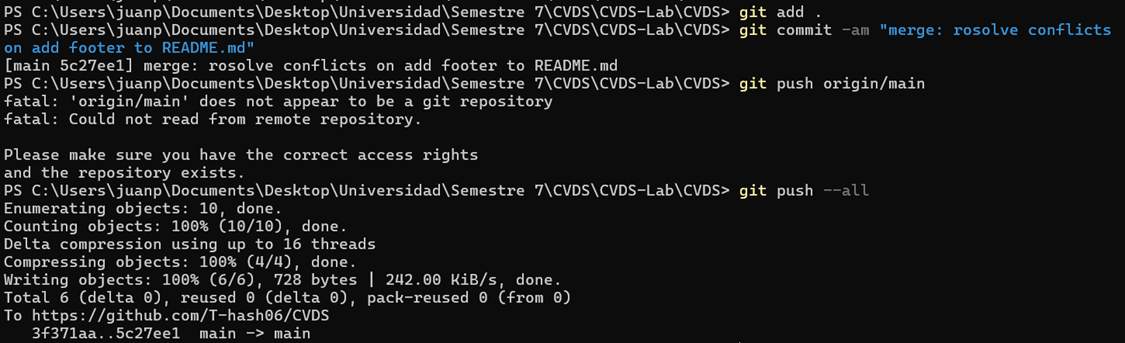 PS C:\Users\juanp\Documents\Desktop\Universidad\Semestre 7\CVDS\CVDS-Lab\CVDS> git add .
PS C:\Users\juanp\Documents\Desktop\Universidad\Semestre 7\CVDS\CVDS-Lab\CVDS> git commit -am "merge: rosolve conflicts
on add footer to README.md"
[main 5c27ee1] merge: rosolve conflicts on add footer to README.md
PS C:\Users\juanp\Documents\Desktop\Universidad\Semestre 7\CVDS\CVDS-Lab\CVDS> git push origin/main
fatal: 'origin/main' does not appear to be a git repository
fatal: Could not read from remote repository.

Please make sure you have the correct access rights
and the repository exists.
PS C:\Users\juanp\Documents\Desktop\Universidad\Semestre 7\CVDS\CVDS-Lab\CVDS> git push --all
Enumerating objects: 10, done.
Counting objects: 100% (10/10), done.
Delta compression using up to 16 threads
Compressing objects: 100% (4/4), done.
Writing objects: 100% (6/6), 728 bytes | 242.00 KiB/s, done.
Total 6 (delta 0), reused 0 (delta 0), pack-reused 0 (from 0)
To https://github.com/T-hash06/CVDS
   3f371aa..5c27ee1  main -> main